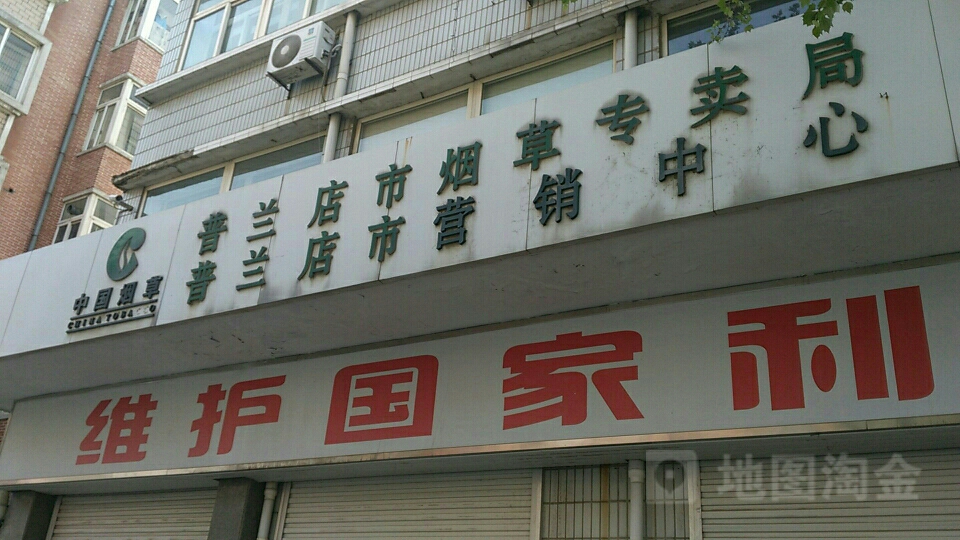 普兰店市烟草专卖局
普兰店市营销中心
中国烟草
CHINA TOBACCO
维护国家利
地图淘金